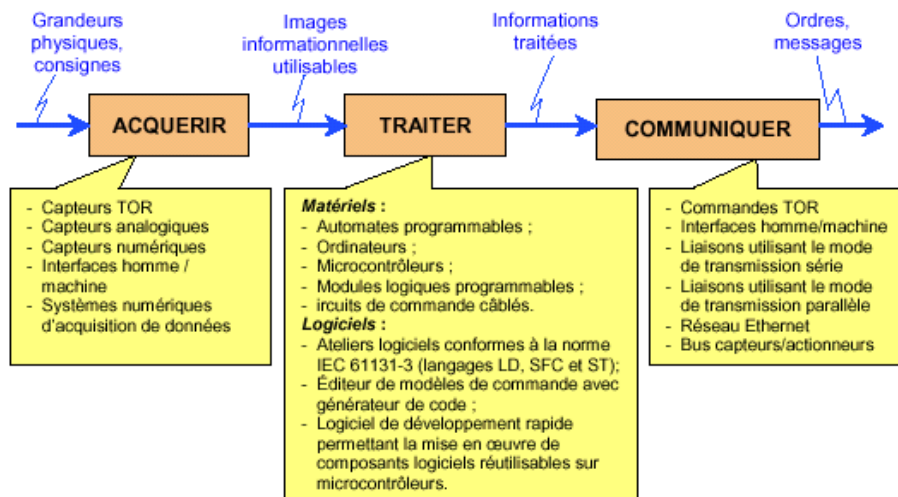 Grandeurs
physiques,
consignes
Images
informationnelles
utilisables
Informations
traitées
Ordres,
messages
ACQUERIR
TRAITER
COMMUNIQUER
- Capteurs TOR
- Capteurs analogiques
- Capteurs numériques
- Interfaces homme /
machine
- Systèmes numériques
d'acquisition de données
Matériels :
- Automates programmables ;
- Ordinateurs ;
- Microcontrôleurs ;
- Modules logiques programmables ;
- ircuits de commande câblés.
Logiciels :
- Ateliers logiciels conformes à la norme
IEC 61131-3 (langages LD, SFC et ST);
- Éditeur de modèles de commande avec
générateur de code ;
- Logiciel de développement rapide
permettant la mise en œuvre de
composants logiciels réutilisables sur
microcontrôleurs.
- Commandes TOR
- Interfaces homme/machine
- Liaisons utilisant le mode
de transmission série
- Liaisons utilisant le mode
de transmission parallèle
- Réseau Ethernet
- Bus capteurs/actionneurs